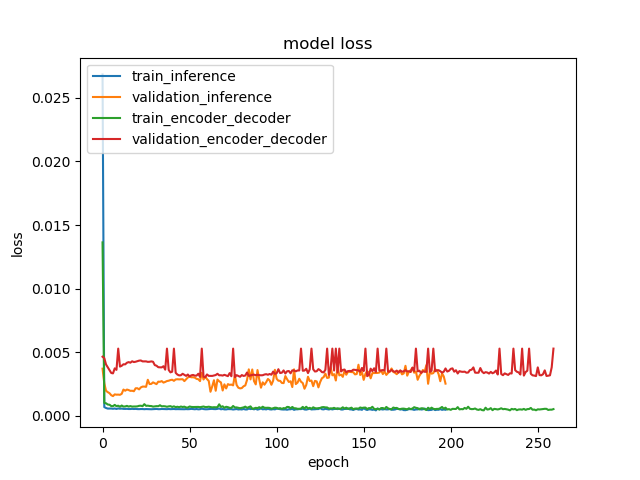 model loss
train_inference
validation_inference
train_encoder_decoder
validation_encoder_decoder
loss
0.025
0.020
0.015
0.010
0.005
0.000
0 50 100 150 200 250
epoch